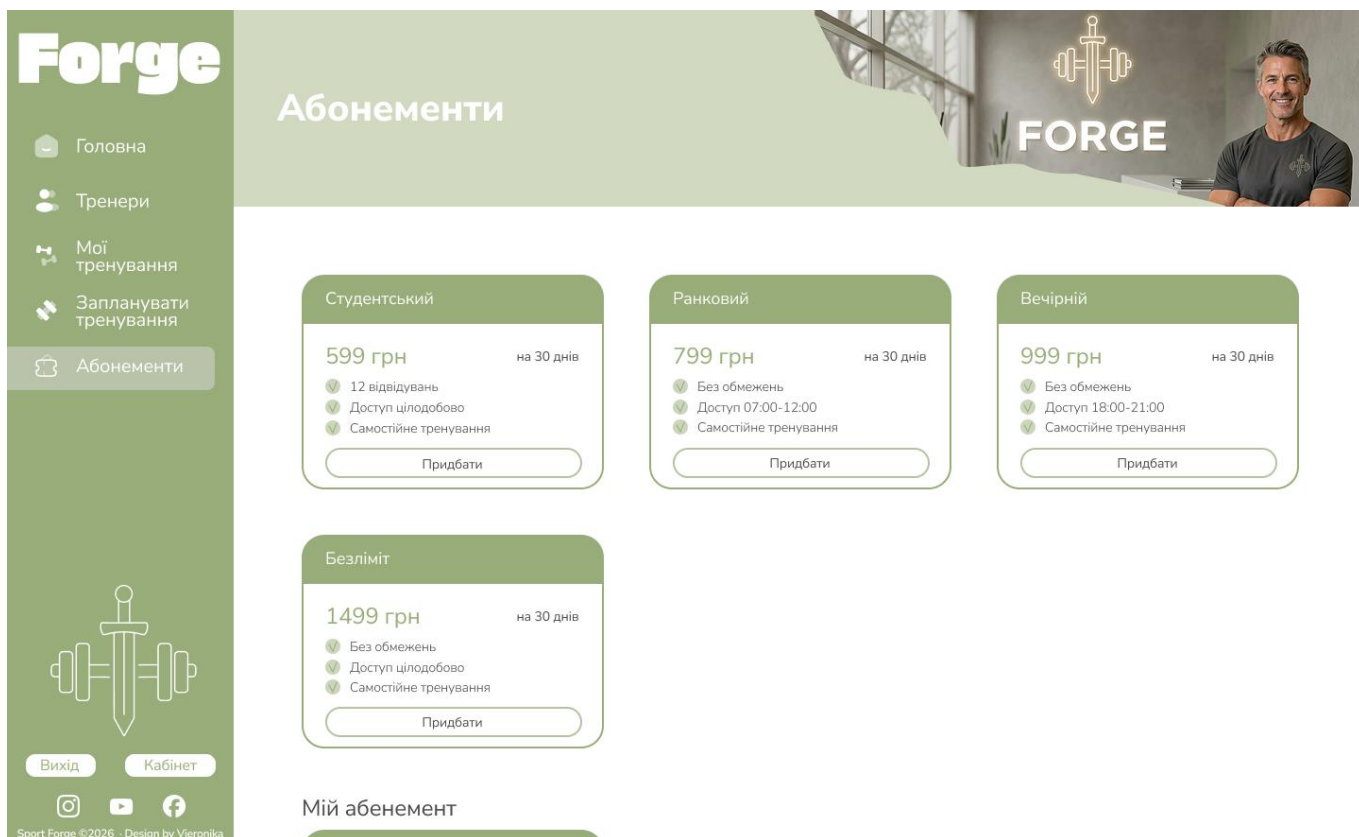 Forge
Головна
Тренери
Мої
тренування
Запланувати
тренування
Абонементи
Вихід
Кабінет
Sport Forge ©2026 · Design by Vieronika
Абонементи
FORGE
Студентський
599 грн
на 30 днів
12 відвідувань
Доступ цілодобово
Самостійне тренування
Придбати
Ранковий
799 грн
на 30 днів
Без обмежень
Доступ 07:00-12:00
Самостійне тренування
Придбати
Вечірній
999 грн
на 30 днів
Без обмежень
Доступ 18:00-21:00
Самостійне тренування
Придбати
Безліміт
1499 грн
на 30 днів
Без обмежень
Доступ цілодобово
Самостійне тренування
Придбати
Мій абенемент